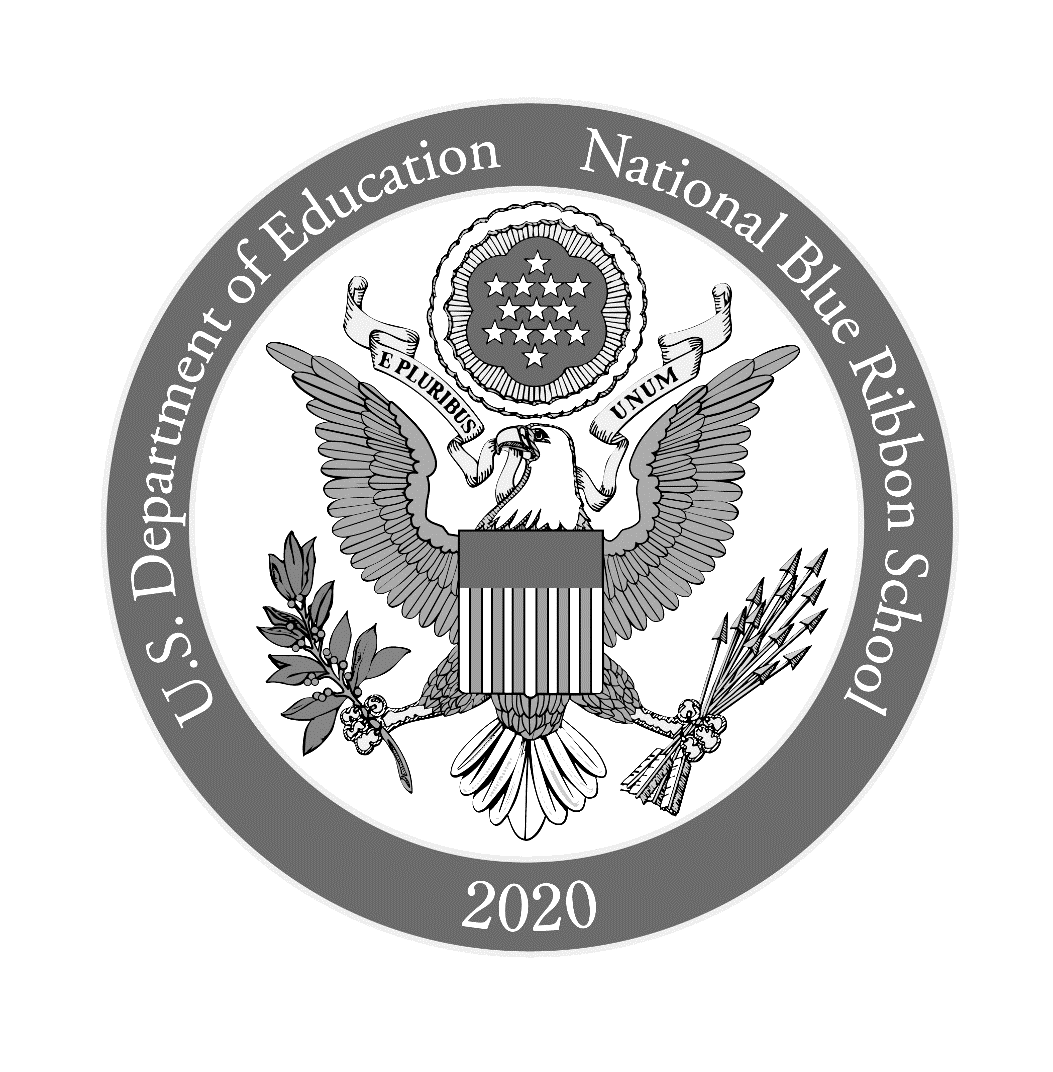 U.S. Department of Education
National Blue Ribbon School
E PLURIBUS
UNUM
2020